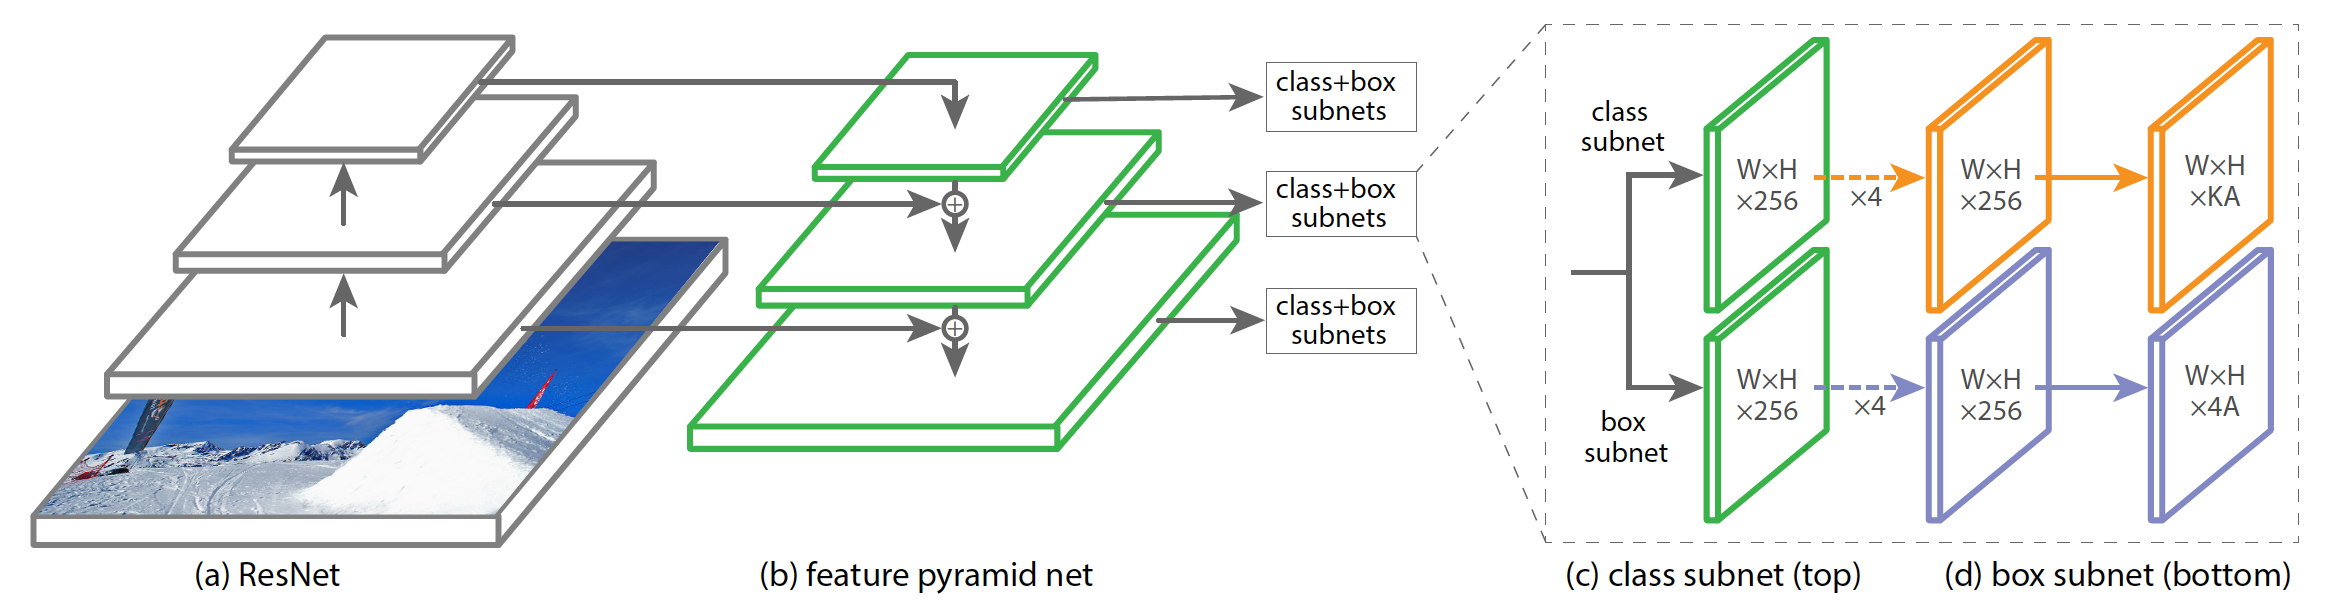 class+box
subnets
class+box
subnets
class+box
subnets
class
subnet
W×H
×256
×4
W×H
×256
W×H
×KA
box
subnet
W×H
×256
×4
W×H
×256
W×H
×4A
(a) ResNet
(b) feature pyramid net
(c) class subnet (top)
(d) box subnet (bottom)